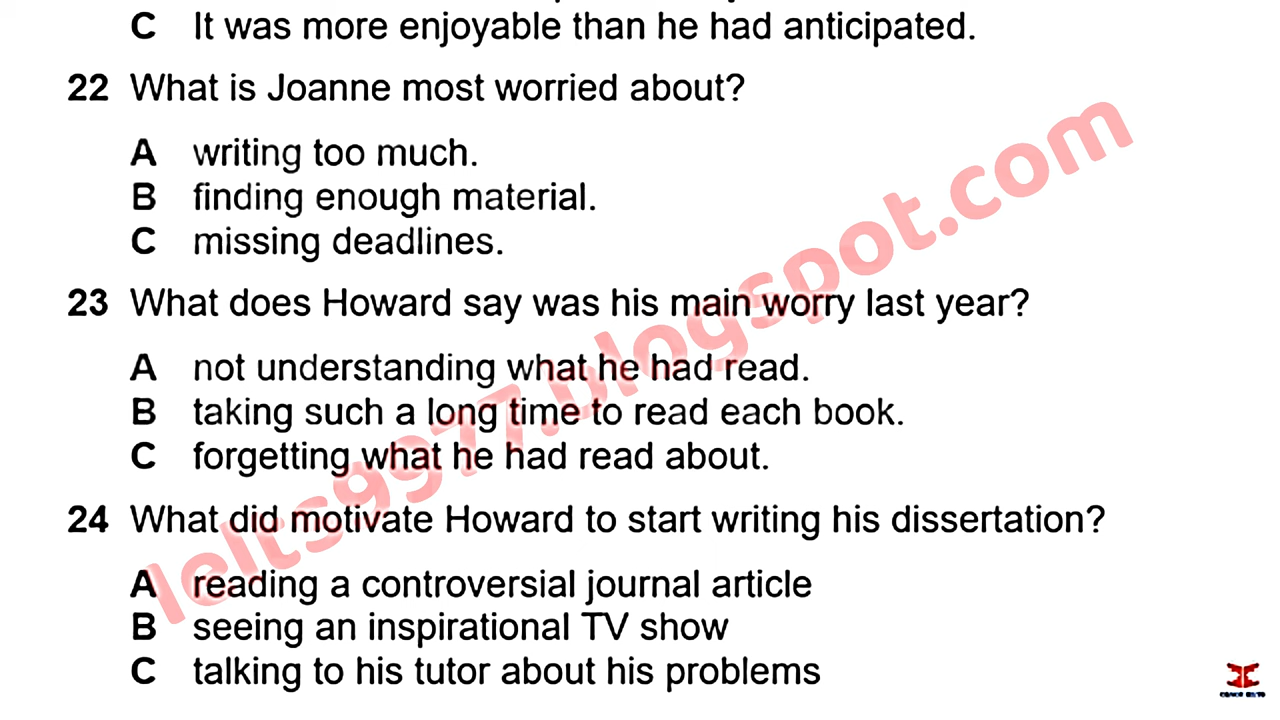 C It was more enjoyable than he had anticipated.
22 What is Joanne most worried about?
A writing too much.
B finding enough material.
C missing deadlines.
23 What does Howard say was his main worry last year?
A not understanding what he had read.
B taking such a long time to read each book.
C forgetting what he had read about.
24 What did motivate Howard to start writing his dissertation?
A reading a controversial journal article
B seeing an inspirational TV show
C talking to his tutor about his problems
Ielts9977.blogspot.com